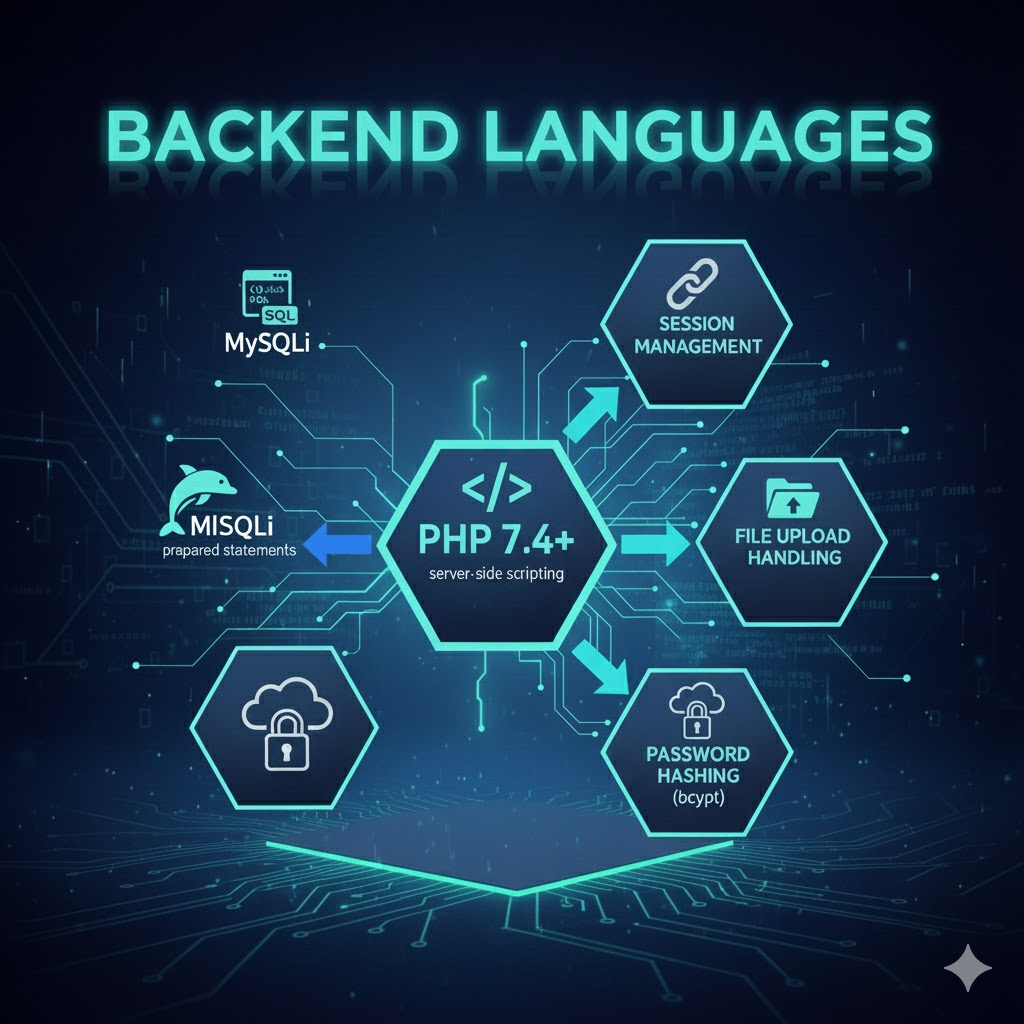 BACKEND LANGUAGES
SQL
MySQLi
SESSION
MANAGEMENT
</>
PHP 7.4+
server-side scripting
MISQLi
prapared statements
FILE UPLOAD
HANDLING
PASSWORD
HASHING
(bcypt)